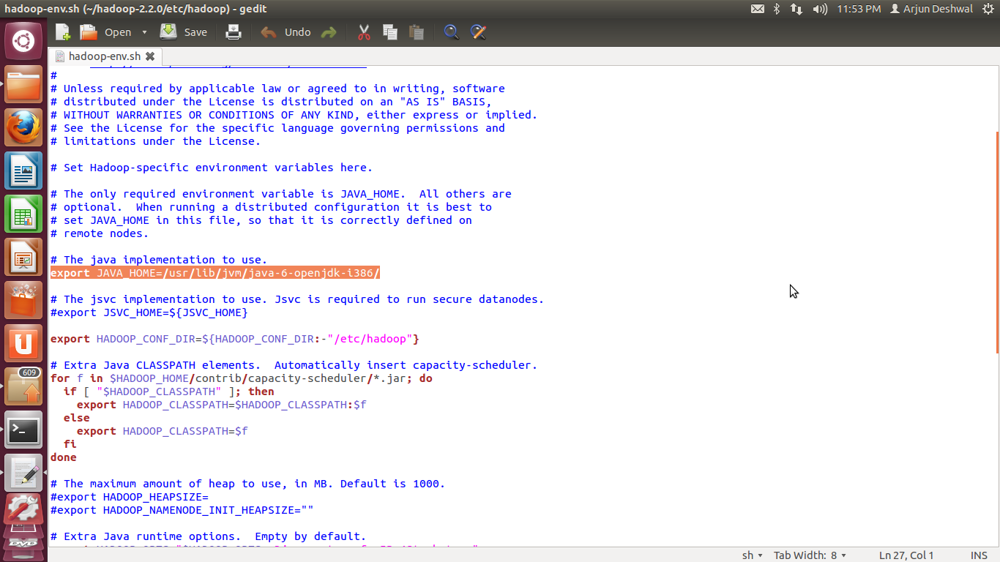 hadoop-env.sh (~/hadoop-2.2.0/etc/hadoop) - gedit
11:53 PM
Arjun Deshwal
Open
Save
Undo
hadoop-env.sh
#
# Unless required by applicable law or agreed to in writing, software
# distributed under the License is distributed on an "AS IS" BASIS,
# WITHOUT WARRANTIES OR CONDITIONS OF ANY KIND, either express or implied.
# See the License for the specific language governing permissions and
# limitations under the License.
# Set Hadoop-specific environment variables here.
# The only required environment variable is JAVA_HOME.  All others are
# optional.  When running a distributed configuration it is best to
# set JAVA_HOME in this file, so that it is correctly defined on
# remote nodes.
# The java implementation to use.
export JAVA_HOME=/usr/lib/jvm/java-6-openjdk-i386/
# The jsvc implementation to use. Jsvc is required to run secure datanodes.
#export JSVC_HOME=${JSVC_HOME}
export HADOOP_CONF_DIR=${HADOOP_CONF_DIR:-"/etc/hadoop"}
# Extra Java CLASSPATH elements.  Automatically insert capacity-scheduler.
for f in $HADOOP_HOME/contrib/capacity-scheduler/*.jar; do
  if [ "$HADOOP_CLASSPATH" ]; then
    export HADOOP_CLASSPATH=$HADOOP_CLASSPATH:$f
  else
    export HADOOP_CLASSPATH=$f
  fi
done
# The maximum amount of heap to use, in MB. Default is 1000.
#export HADOOP_HEAPSIZE=
#export HADOOP_NAMENODE_INIT_HEAPSIZE=""
# Extra Java runtime options.  Empty by default.
609
DVD
sh
Tab Width: 8
Ln 27, Col 1
INS